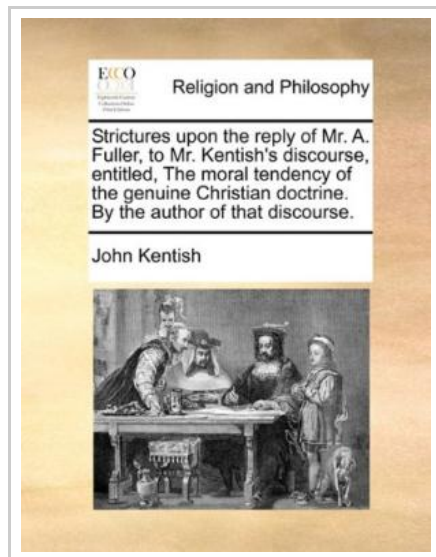 ECCO
Religion and Philosophy
Strictures upon the reply of Mr. A.
Fuller, to Mr. Kentish's discourse,
entitled, The moral tendency of
the genuine Christian doctrine.
By the author of that discourse.
John Kentish